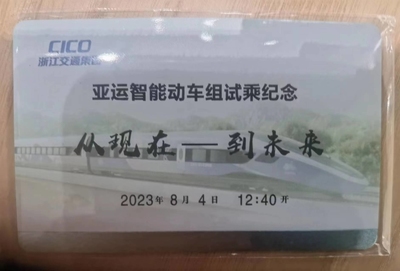 CICO
浙江交通集团
亚运智能动车组试乘纪念
从现在——到未来
2023年8月4日 12:40开